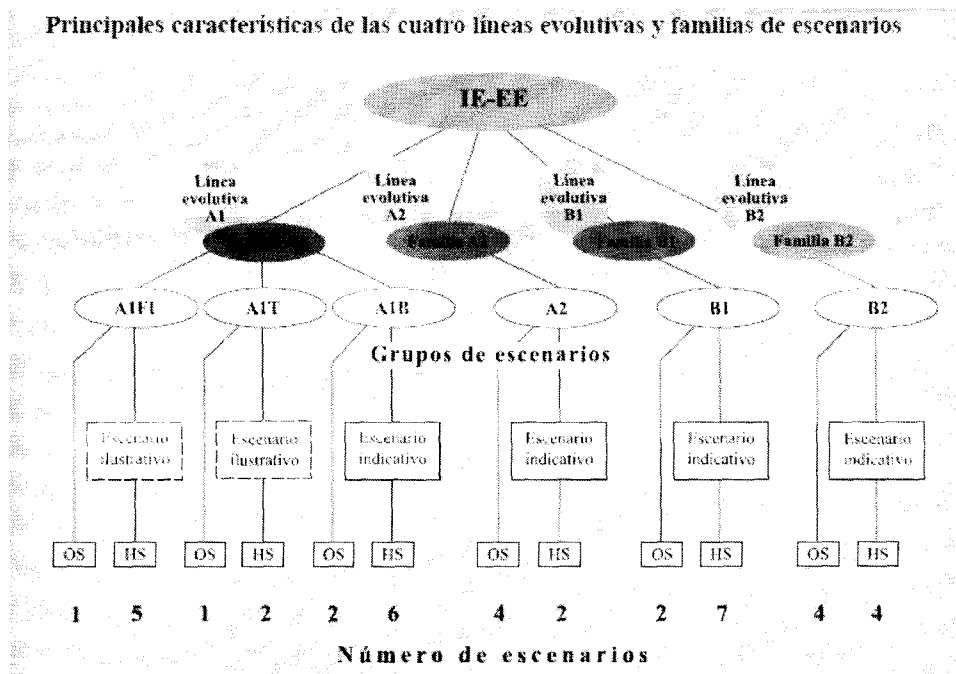 Principales características de las cuatro líneas evolutivas y familias de escenarios
IE-EE
Línea evolutiva A1
Línea evolutiva A2
Línea evolutiva B1
Línea evolutiva B2
Familia A2
Familia B1
Familia B2
A1FI
A1T
A1B
A2
B1
B2
Grupos de escenarios
Escenario ilustrativo
Escenario ilustrativo
Escenario indicativo
Escenario indicativo
Escenario indicativo
Escenario indicativo
OS HS OS HS OS HS OS HS OS HS OS HS
1 5 1 2 2 6 4 2 2 7 4 4
Número de escenarios